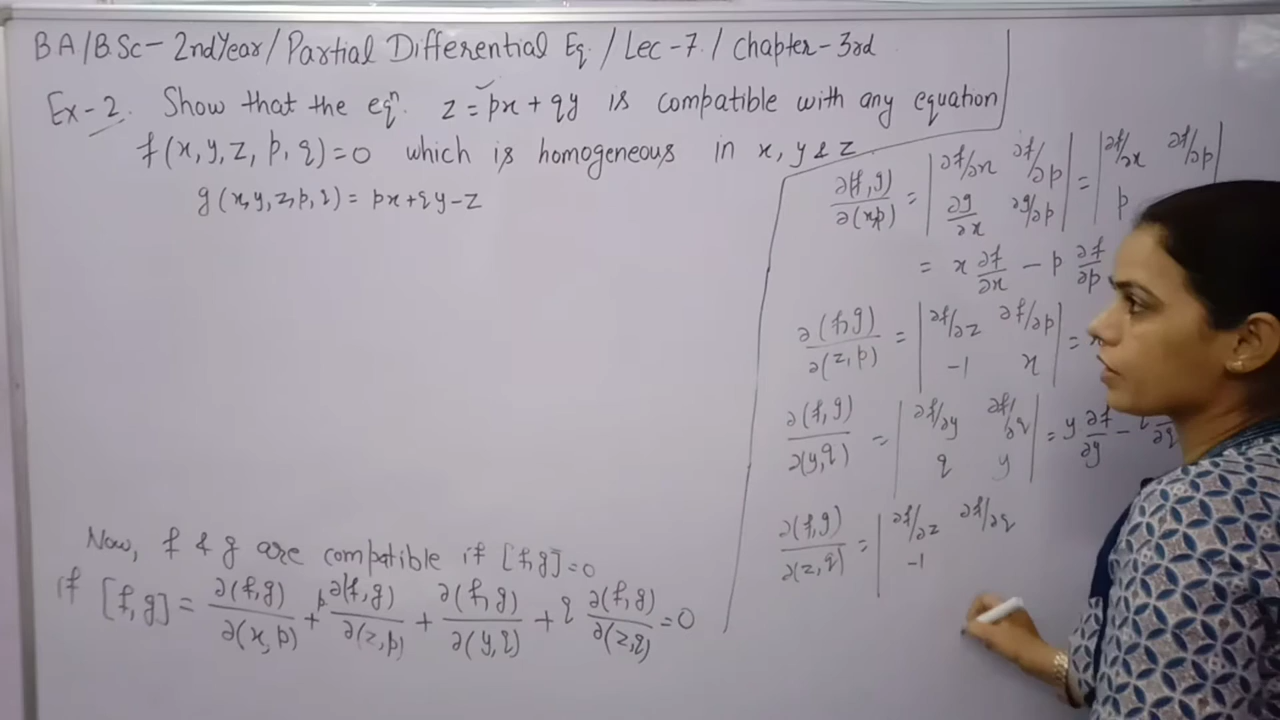 BA/BSc- 2ndYear/Partial Differential Eq. / Lec-7 / Chapter-3rd
Ex-2. Show that the eqn. z = px + qy is compatible with any equation
f(x, y, z, p, q) = 0 which is homogeneous in x, y & z.
g(x, y, z, p, q) = px + qy - z
Now, f & g are compatible if [f, g] = 0
if [f, g] = ∂(f, g)/∂(x, p) + p ∂(f, g)/∂(z, p) + ∂(f, g)/∂(y, q) + q ∂(f, g)/∂(z, q) = 0
∂(f, g)/∂(x, p) = | ∂f/∂x ∂f/∂p ; ∂g/∂x ∂g/∂p | = | ∂f/∂x ∂f/∂p ; p |
= x ∂f/∂x - p ∂f/∂p
∂(f, g)/∂(z, p) = | ∂f/∂z ∂f/∂p ; -1 x | =
∂(f, g)/∂(y, q) = | ∂f/∂y ∂f/∂q ; q y | = y ∂f/∂y -
∂(f, g)/∂(z, q) = | ∂f/∂z ∂f/∂q ; -1